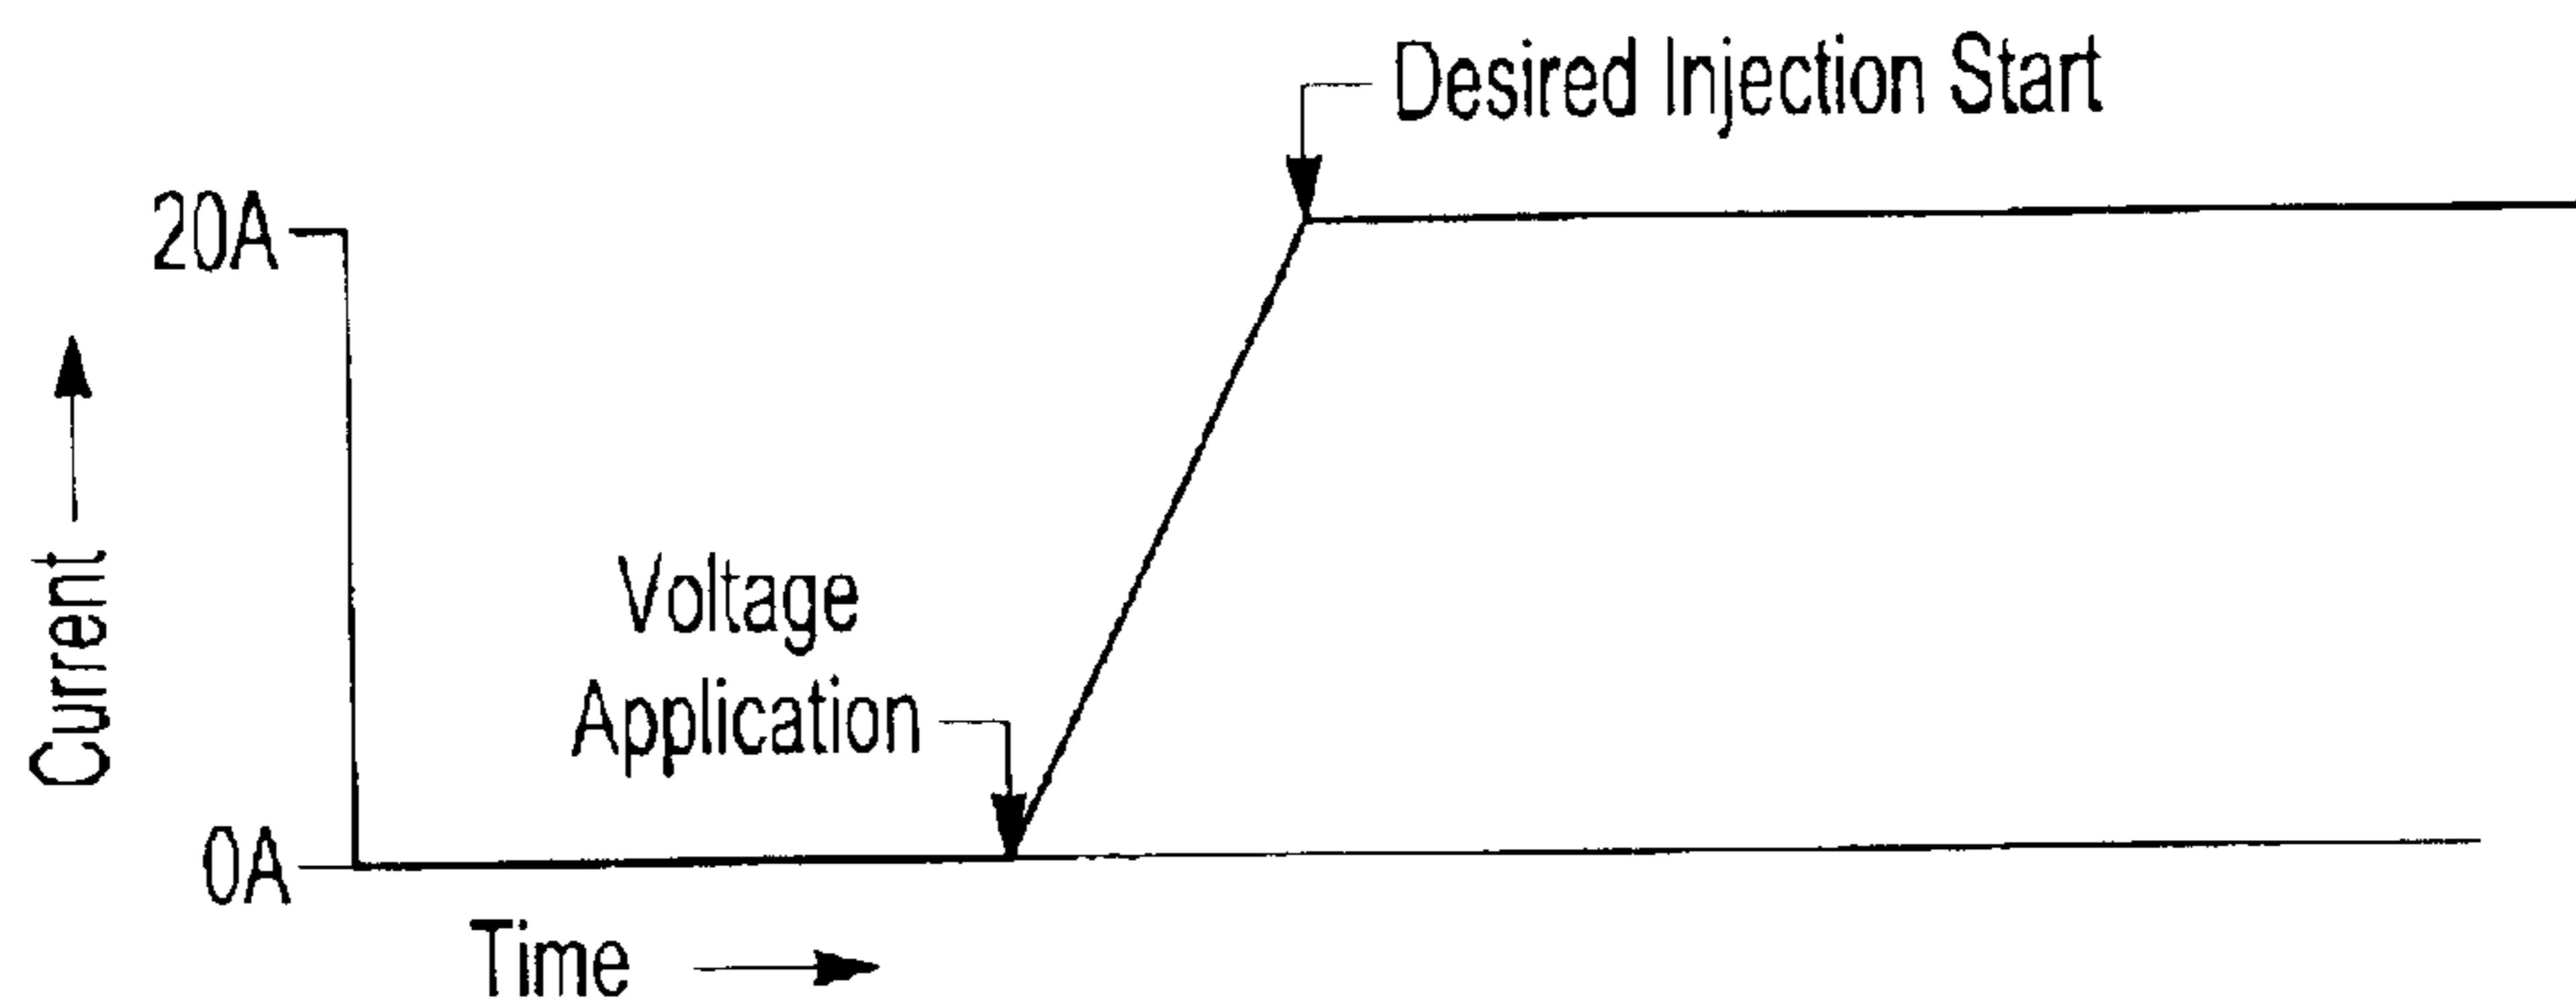 Desired Injection Start
20A
Current
Voltage
Application
0A
Time